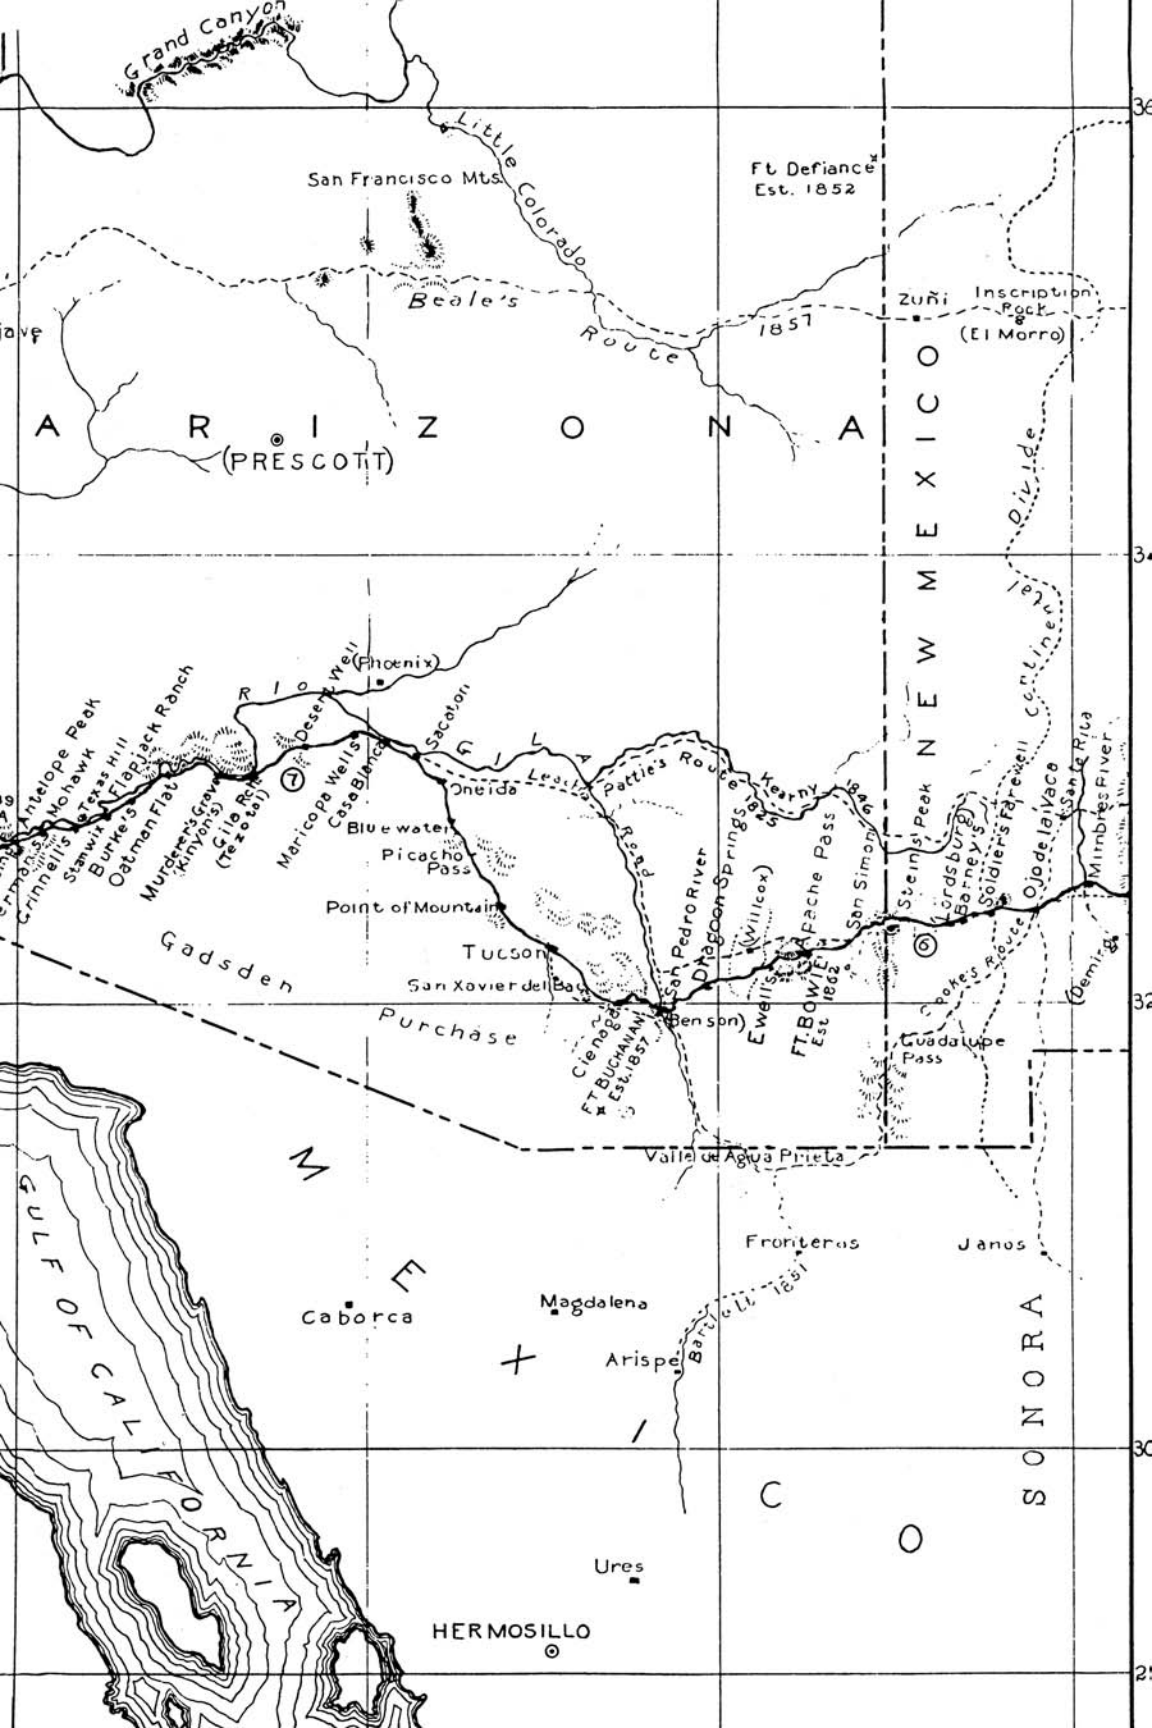 Grand Canyon
36
Little Colorado
San Francisco Mts.
Ft Defiance
Est. 1852
Beale's
Route
1857
Zuñi
Inscription
Rock
(El Morro)
ARIZONA
(PRESCOTT)
NEW MEXICO
Continental Divide
34
RIO
GILA
(Phoenix)
Antelope Peak
Mohawk
Texas Hill
Grinnell's
Stanwix
Flapjack Ranch
Burke's
Oatman Flat
Murderer's Grave
(Kinyon's)
Gila Rch
(Tezotal)
7
Desert Well
Maricopa Wells
Casa Blanca
Sacaton
Oneida
Bluewater
Picacho
Pass
Point of Mountain
Tucson
San Xavier del Bac
Leach
Road
Pattie's Route
1825
Kearny
1846
Cienega
FT BUCHANAN
Est. 1857
San Pedro River
(Benson)
Dragoon Springs
(Willcox)
Ewell's
Apache Pass
FT. BOWIE
Est 1862
San Simon
Stein's Peak
6
(Lordsburg)
Barney's
Soldier's Farewell
Ojo de la Vaca
Santa Rita
Mimbres River
(Deming)
Cooke's Route
32
Guadalupe
Pass
Gadsden
Purchase
Valle de Agua Prieta
Fronteras
Janos
Bartlett 1851
Caborca
Magdalena
Arispe
MEXICO
SONORA
GULF OF CALIFORNIA
30
Ures
HERMOSILLO